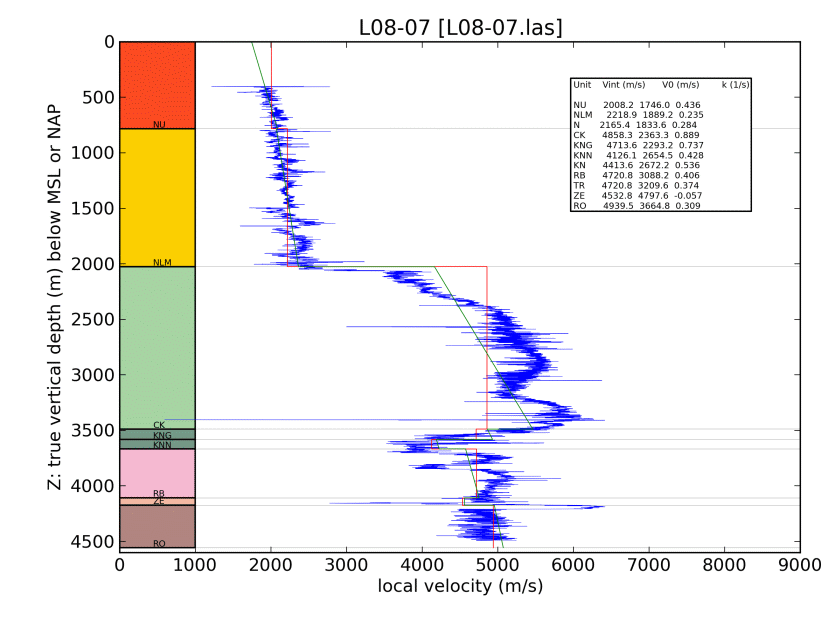 L08-07 [L08-07.las]
Z: true vertical depth (m) below MSL or NAP
0
500
1000
1500
2000
2500
3000
3500
4000
4500
NU
NLM
CK
KNG
KNN
RB
ZE
RO
Unit Vint (m/s) V0 (m/s) k (1/s)
NU 2008.2 1746.0 0.436
NLM 2218.9 1889.2 0.235
N 2165.4 1833.6 0.284
CK 4858.3 2363.3 0.889
KNG 4713.6 2293.2 0.737
KNN 4126.1 2654.5 0.428
KN 4413.6 2672.2 0.536
RB 4720.8 3088.2 0.406
TR 4720.8 3209.6 0.374
ZE 4532.8 4797.6 -0.057
RO 4939.5 3664.8 0.309
0 1000 2000 3000 4000 5000 6000 7000 8000 9000
local velocity (m/s)